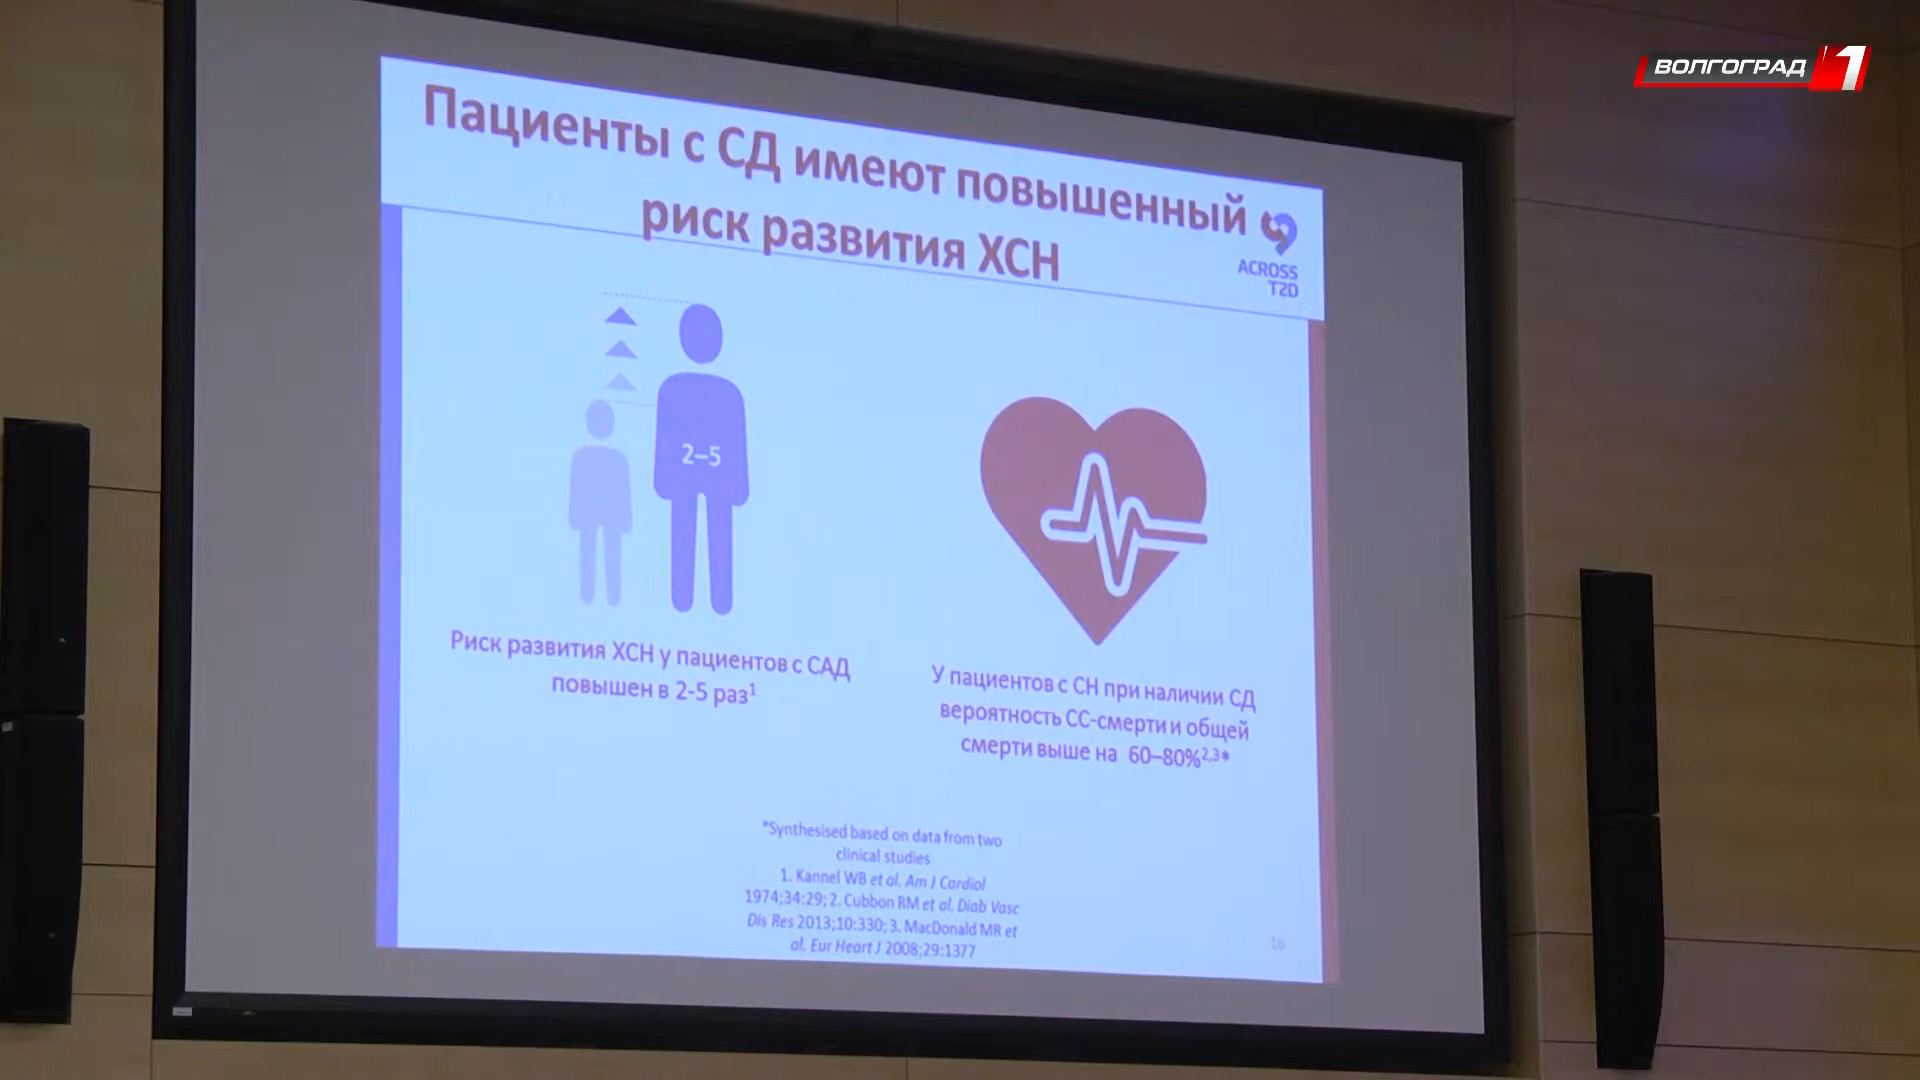 ВОЛГОГРАД 1
Пациенты с СД имеют повышенный
риск развития ХСН
ACROSS
T2D
2–5
Риск развития ХСН у пациентов с САД
повышен в 2-5 раз¹
У пациентов с СН при наличии СД
вероятность СС-смерти и общей
смерти выше на 60–80%²,³*
*Synthesised based on data from two
clinical studies
1. Kannel WB et al. Am J Cardiol
1974;34:29; 2. Cubbon RM et al. Diab Vasc
Dis Res 2013;10:330; 3. MacDonald MR et
al. Eur Heart J 2008;29:1377
16